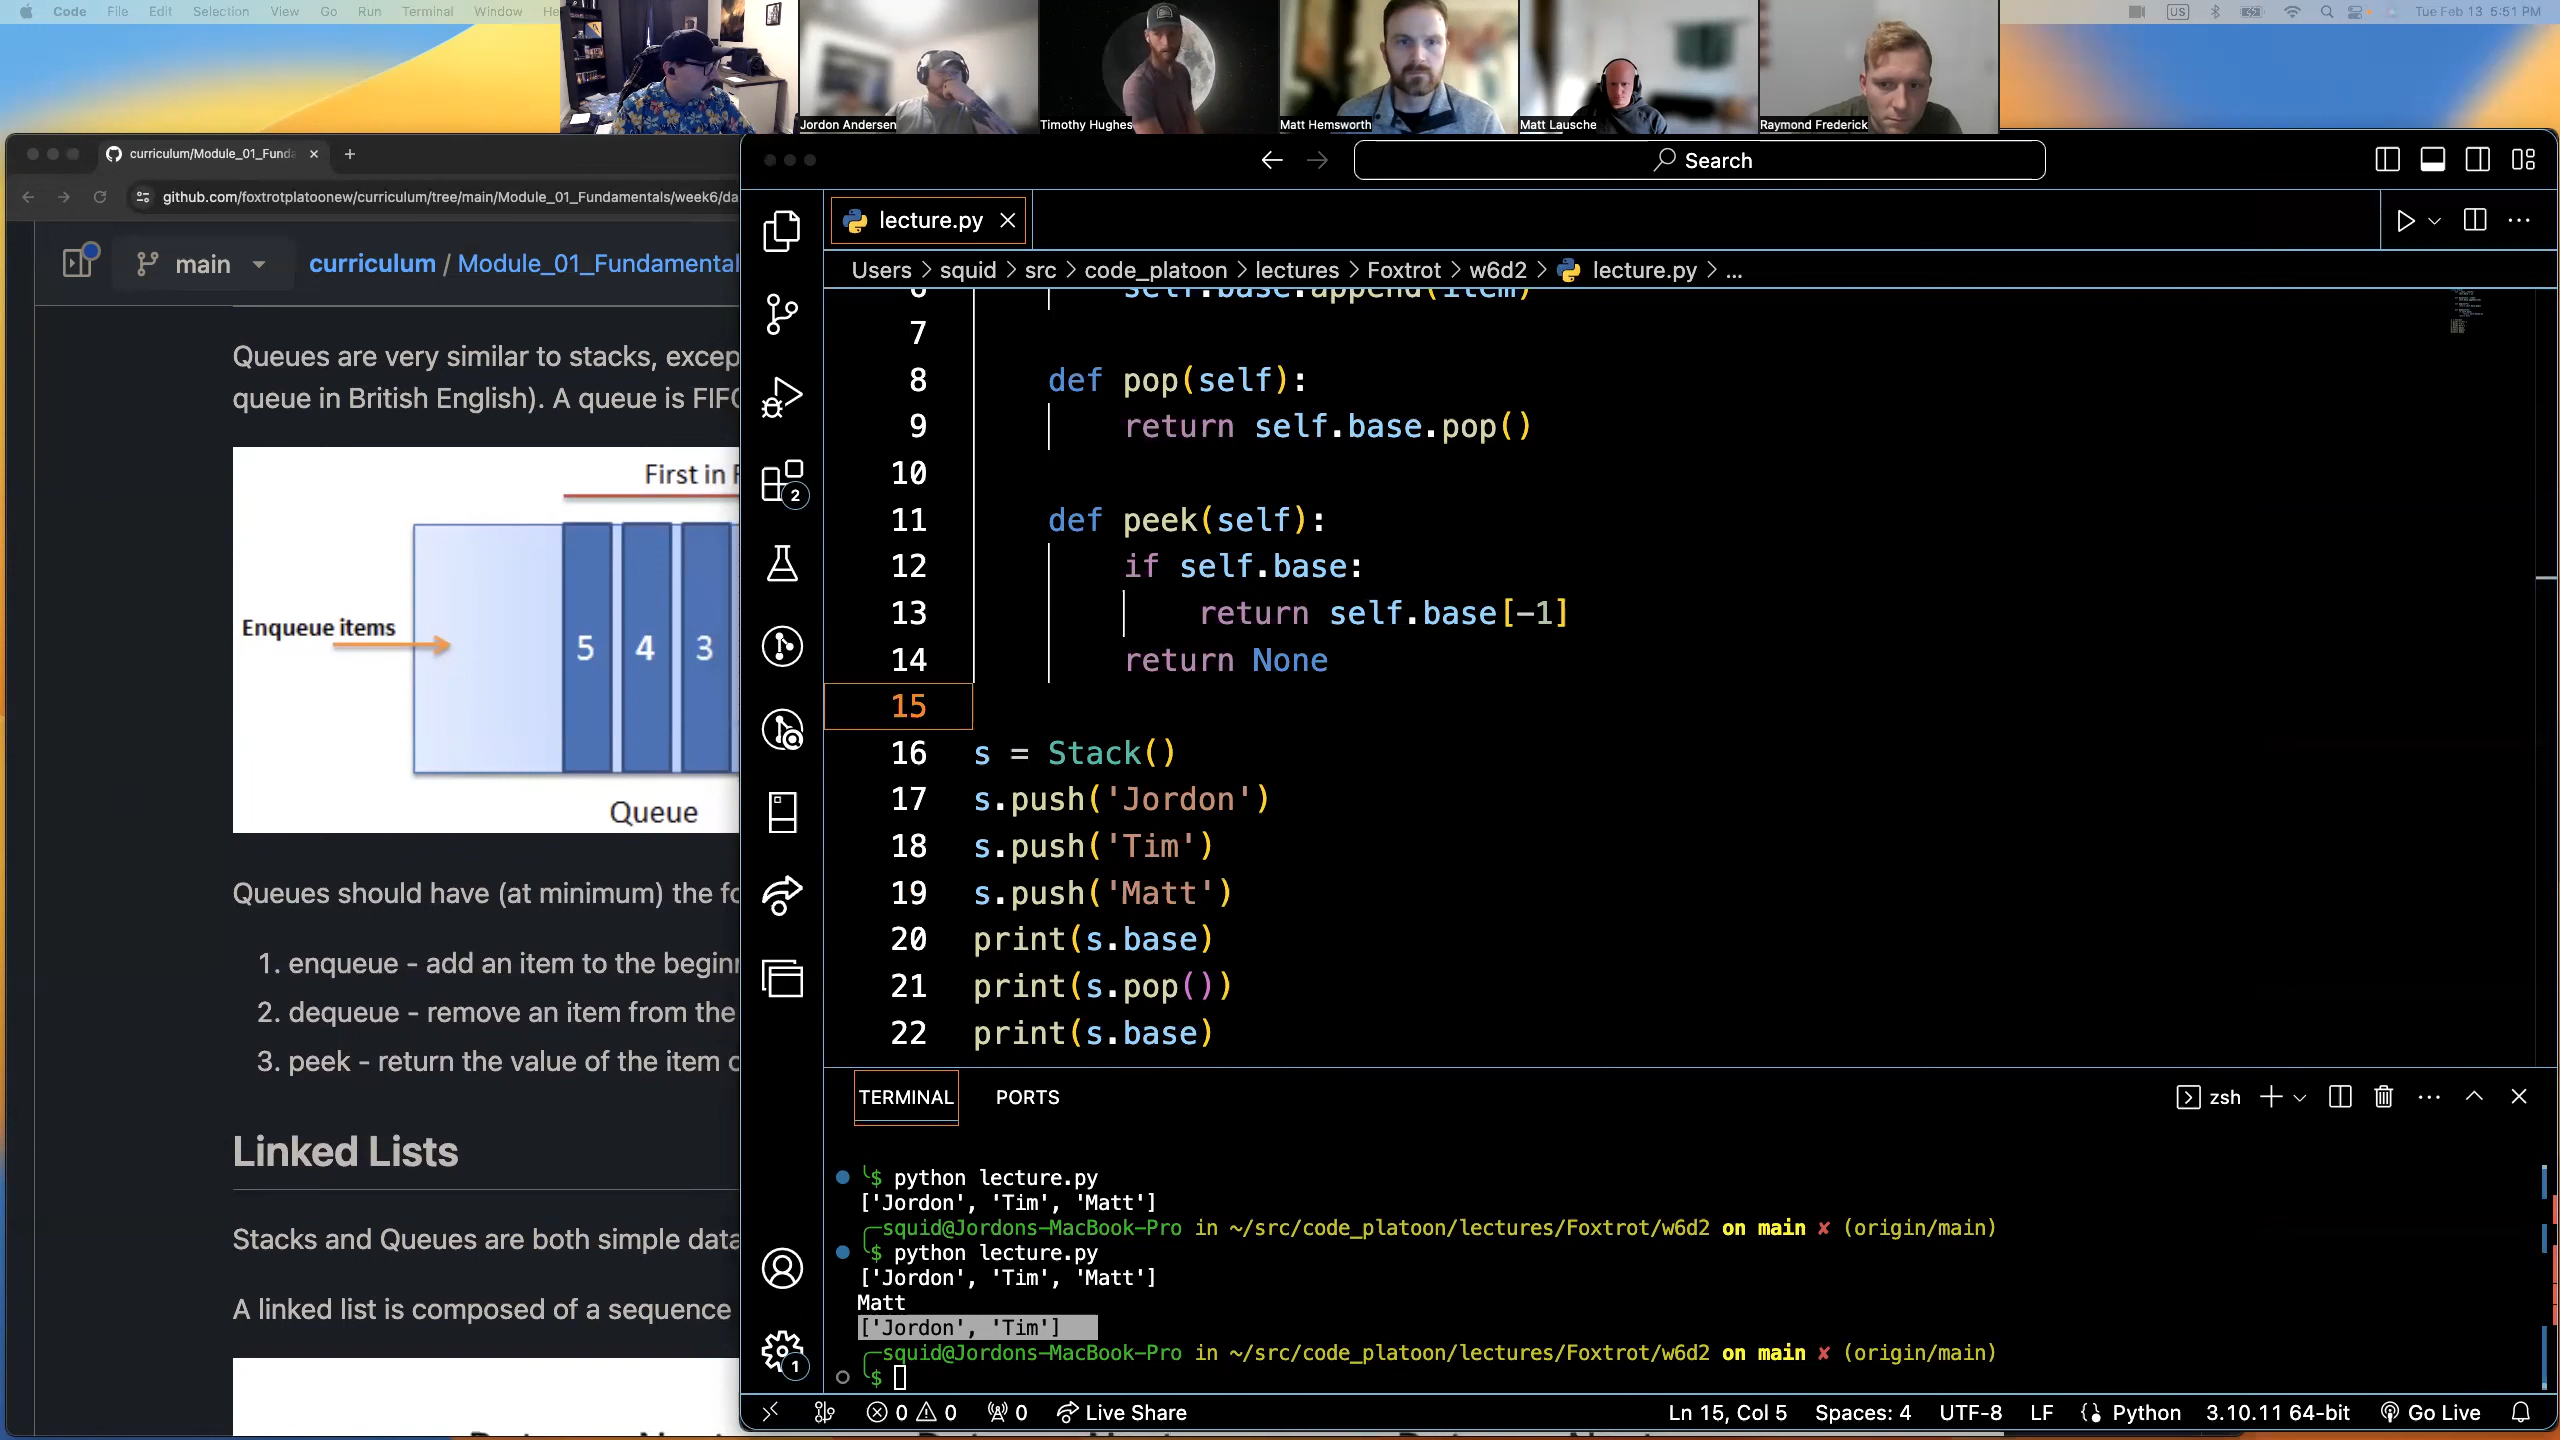 Code File Edit Selection View Go Run Terminal Window He
US Tue Feb 13 5:51 PM
Jordon Andersen
Timothy Hughes
Matt Hemsworth
Matt Lausche
Raymond Frederick
curriculum/Module_01_Funda
github.com/foxtrotplatoonew/curriculum/tree/main/Module_01_Fundamentals/week6/da
main
curriculum / Module_01_Fundamental
Queues are very similar to stacks, excep
queue in British English). A queue is FIFO
First in F
Enqueue items
5 4 3
Queue
Queues should have (at minimum) the fo
1. enqueue - add an item to the beginn
2. dequeue - remove an item from the
3. peek - return the value of the item o
Linked Lists
Stacks and Queues are both simple data
A linked list is composed of a sequence
Search
lecture.py
Users > squid > src > code_platoon > lectures > Foxtrot > w6d2 > lecture.py > ...
6 self.base.append(item)
7
8 def pop(self):
9 return self.base.pop()
10
11 def peek(self):
12 if self.base:
13 return self.base[-1]
14 return None
15
16 s = Stack()
17 s.push('Jordon')
18 s.push('Tim')
19 s.push('Matt')
20 print(s.base)
21 print(s.pop())
22 print(s.base)
2
1
TERMINAL PORTS
zsh
$ python lecture.py
['Jordon', 'Tim', 'Matt']
squid@Jordons-MacBook-Pro in ~/src/code_platoon/lectures/Foxtrot/w6d2 on main ✘ (origin/main)
$ python lecture.py
['Jordon', 'Tim', 'Matt']
Matt
['Jordon', 'Tim']
squid@Jordons-MacBook-Pro in ~/src/code_platoon/lectures/Foxtrot/w6d2 on main ✘ (origin/main)
$
0 0 0 Live Share
Ln 15, Col 5 Spaces: 4 UTF-8 LF Python 3.10.11 64-bit Go Live